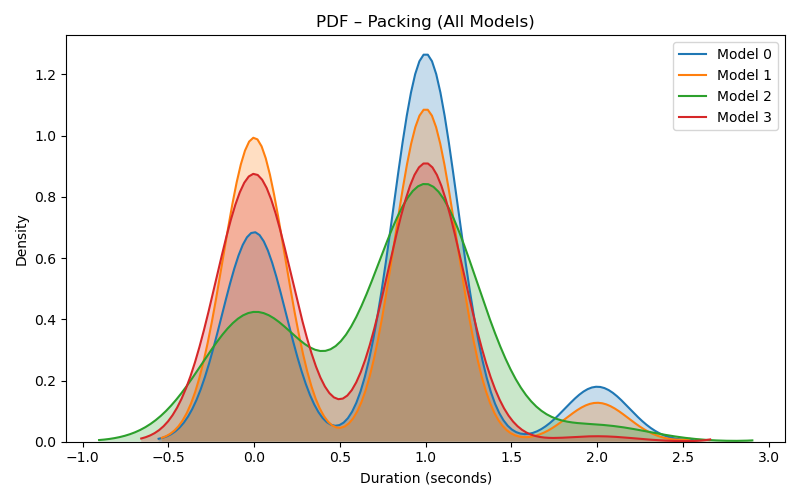 PDF – Packing (All Models)
Density
1.2
1.0
0.8
0.6
0.4
0.2
0.0
Model 0
Model 1
Model 2
Model 3
−1.0 −0.5 0.0 0.5 1.0 1.5 2.0 2.5 3.0
Duration (seconds)